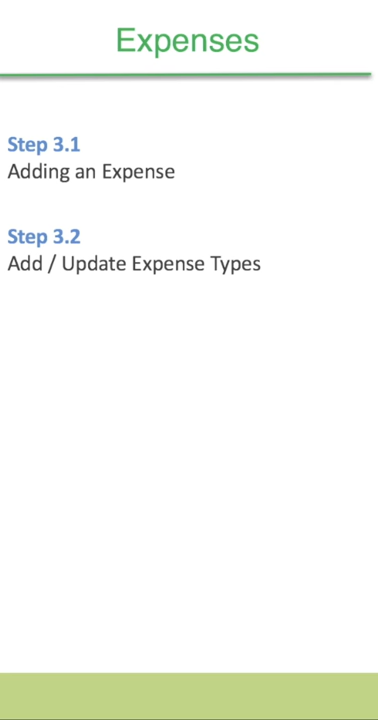 Expenses
Step 3.1
Adding an Expense
Step 3.2
Add / Update Expense Types